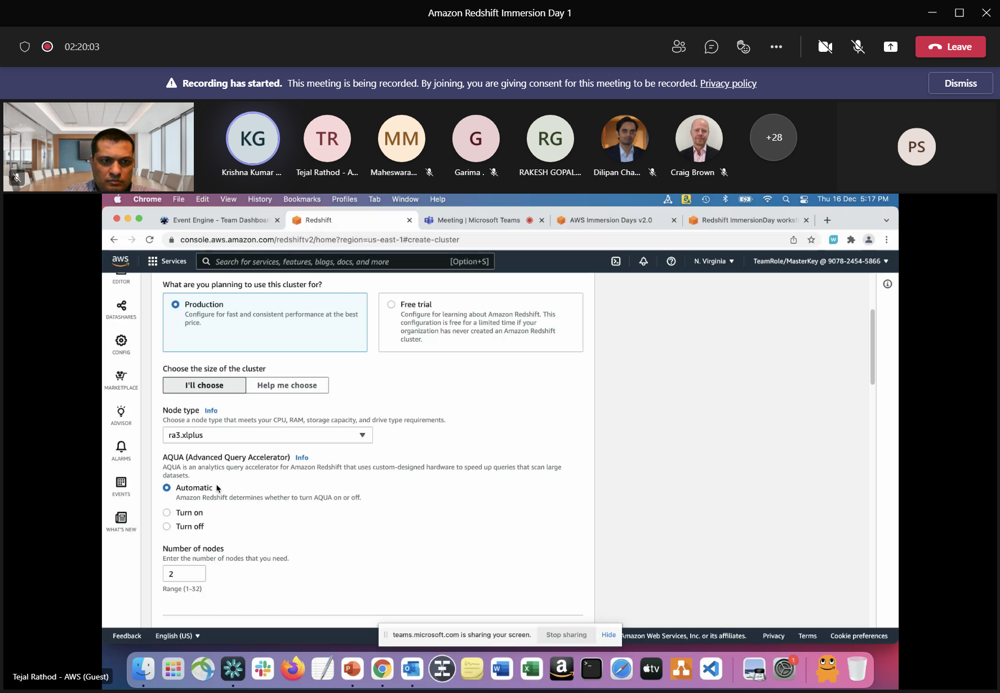 Amazon Redshift Immersion Day 1
02:20:03
Leave
Recording has started. This meeting is being recorded. By joining, you are giving consent for this meeting to be recorded. Privacy policy
Dismiss
KG
TR
MM
G
RG
+28
PS
Krishna Kumar ...
Tejal Rathod - A...
Maheswara...
Garima .
RAKESH GOPAL...
Dilipan Cha...
Craig Brown
Chrome File Edit View History Bookmarks Profiles Tab Window Help
Thu 16 Dec 5:17 PM
Event Engine - Team Dashboar
Redshift
Meeting | Microsoft Teams
AWS Immersion Days v2.0
Redshift ImmersionDay worksh
console.aws.amazon.com/redshiftv2/home?region=us-east-1#create-cluster
aws
Services
Search for services, features, blogs, docs, and more
[Option+S]
N. Virginia
TeamRole/MasterKey @ 9078-2454-5866
EDITOR
DATASHARES
CONFIG
MARKETPLACE
ADVISOR
ALARMS
EVENTS
WHAT'S NEW
What are you planning to use this cluster for?
Production
Configure for fast and consistent performance at the best
price.
Free trial
Configure for learning about Amazon Redshift. This
configuration is free for a limited time if your
organization has never created an Amazon Redshift
cluster.
Choose the size of the cluster
I'll choose
Help me choose
Node type Info
Choose a node type that meets your CPU, RAM, storage capacity, and drive type requirements.
ra3.xlplus
AQUA (Advanced Query Accelerator) Info
AQUA is an analytics query accelerator for Amazon Redshift that uses custom-designed hardware to speed up queries that scan large
datasets.
Automatic
Amazon Redshift determines whether to turn AQUA on or off.
Turn on
Turn off
Number of nodes
Enter the number of nodes that you need.
2
Range (1-32)
Feedback
English (US)
teams.microsoft.com is sharing your screen.
Stop sharing
Hide
Amazon Web Services, Inc. or its affiliates.
Privacy
Terms
Cookie preferences
tv
1
Tejal Rathod - AWS (Guest)